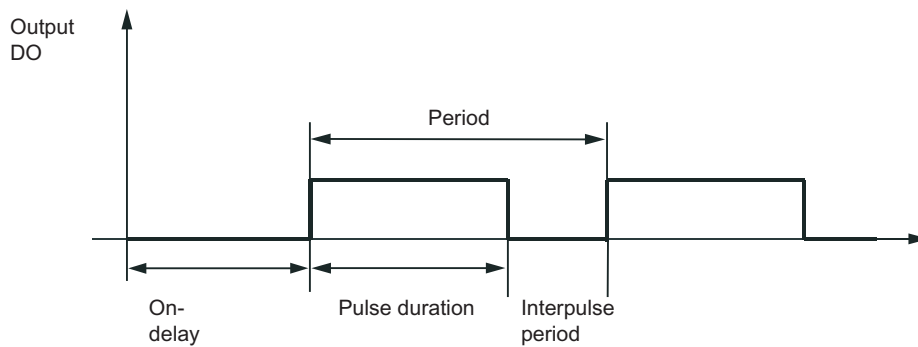 Output
DO
Period
On-
delay
Pulse duration
Interpulse
period